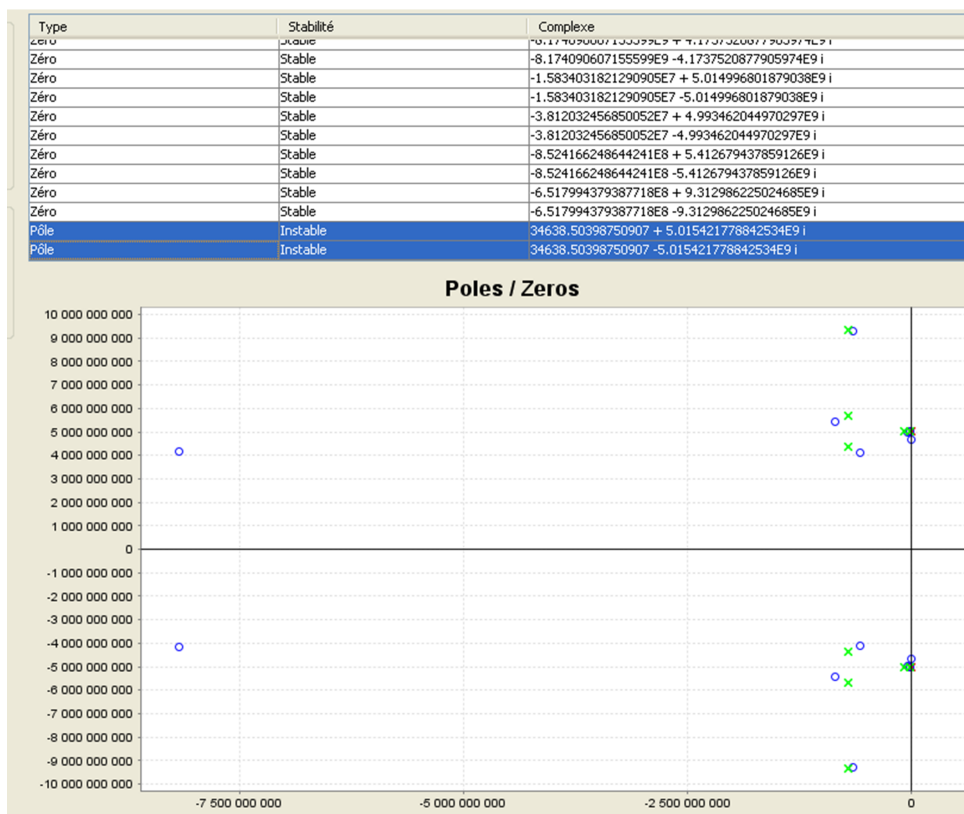 Type Stabilité Complexe
Zéro Stable -8.174090607155599E9 + 4.1737520877905974E9 i
Zéro Stable -8.174090607155599E9 -4.1737520877905974E9 i
Zéro Stable -1.5834031821290905E7 + 5.014996801879038E9 i
Zéro Stable -1.5834031821290905E7 -5.014996801879038E9 i
Zéro Stable -3.812032456850052E7 + 4.993462044970297E9 i
Zéro Stable -3.812032456850052E7 -4.993462044970297E9 i
Zéro Stable -8.524166248644241E8 + 5.412679437859126E9 i
Zéro Stable -8.524166248644241E8 -5.412679437859126E9 i
Zéro Stable -6.517994379387718E8 + 9.312986225024685E9 i
Zéro Stable -6.517994379387718E8 -9.312986225024685E9 i
Pôle Instable 34638.50398750907 + 5.015421778842534E9 i
Pôle Instable 34638.50398750907 -5.015421778842534E9 i
Poles / Zeros
10 000 000 000
9 000 000 000
8 000 000 000
7 000 000 000
6 000 000 000
5 000 000 000
4 000 000 000
3 000 000 000
2 000 000 000
1 000 000 000
0
-1 000 000 000
-2 000 000 000
-3 000 000 000
-4 000 000 000
-5 000 000 000
-6 000 000 000
-7 000 000 000
-8 000 000 000
-9 000 000 000
-10 000 000 000
-7 500 000 000 -5 000 000 000 -2 500 000 000 0